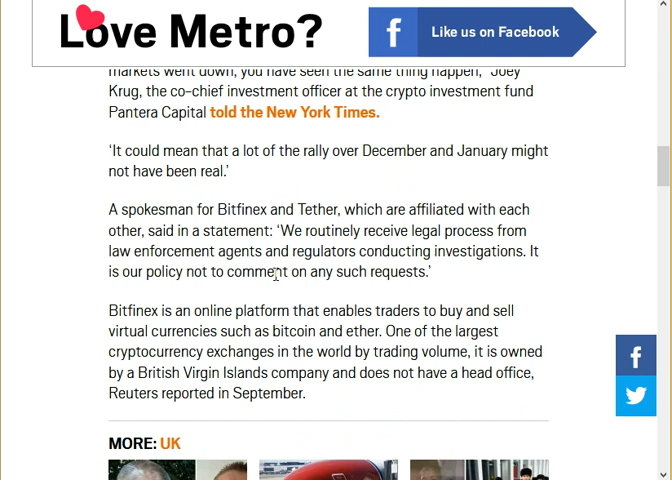 Love Metro?
f Like us on Facebook
markets went down, you have seen the same thing happen,' Joey
Krug, the co-chief investment officer at the crypto investment fund
Pantera Capital told the New York Times.
‘It could mean that a lot of the rally over December and January might
not have been real.’
A spokesman for Bitfinex and Tether, which are affiliated with each
other, said in a statement: ‘We routinely receive legal process from
law enforcement agents and regulators conducting investigations. It
is our policy not to comment on any such requests.’
Bitfinex is an online platform that enables traders to buy and sell
virtual currencies such as bitcoin and ether. One of the largest
cryptocurrency exchanges in the world by trading volume, it is owned
by a British Virgin Islands company and does not have a head office,
Reuters reported in September.
f
MORE: UK